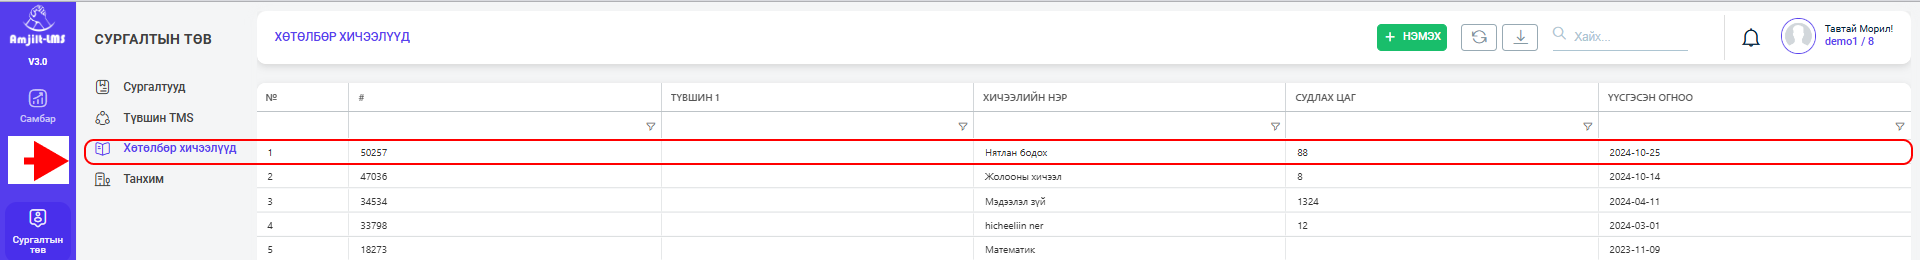 Amjilt-LMS
V3.0
Самбар
Сургалтын
төв
СУРГАЛТЫН ТӨВ
Сургалтууд
Түвшин TMS
Хөтөлбөр хичээлүүд
Танхим
ХӨТӨЛБӨР ХИЧЭЭЛҮҮД
+ НЭМЭХ
Хайх...
Тавтай Морил!
demo1 / 8
№ # ТҮВШИН 1 ХИЧЭЭЛИЙН НЭР СУДЛАХ ЦАГ ҮҮСГЭСЭН ОГНОО
1 50257 Нятлан бодох 88 2024-10-25
2 47036 Жолооны хичээл 8 2024-10-14
3 34534 Мэдээлэл зүй 1324 2024-04-11
4 33798 hicheeliin ner 12 2024-03-01
5 18273 Математик 2023-11-09